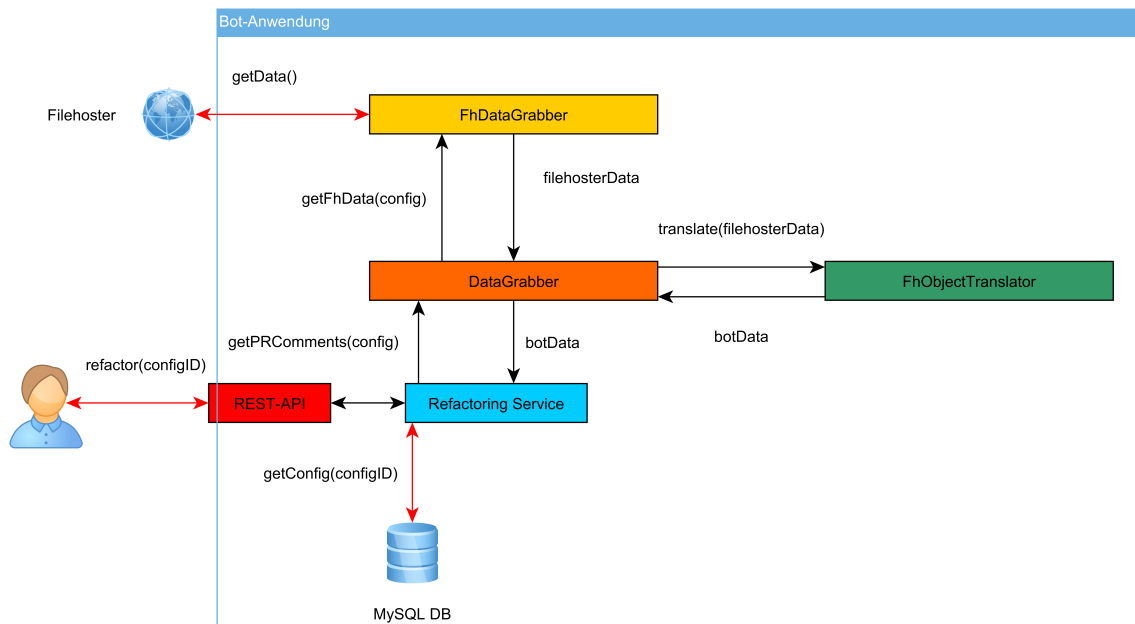 Bot-Anwendung
getData()
Filehoster
FhDataGrabber
filehosterData
getFhData(config)
translate(filehosterData)
DataGrabber
FhObjectTranslator
botData
getPRComments(config)
botData
refactor(configID)
REST-API
Refactoring Service
getConfig(configID)
MySQL DB